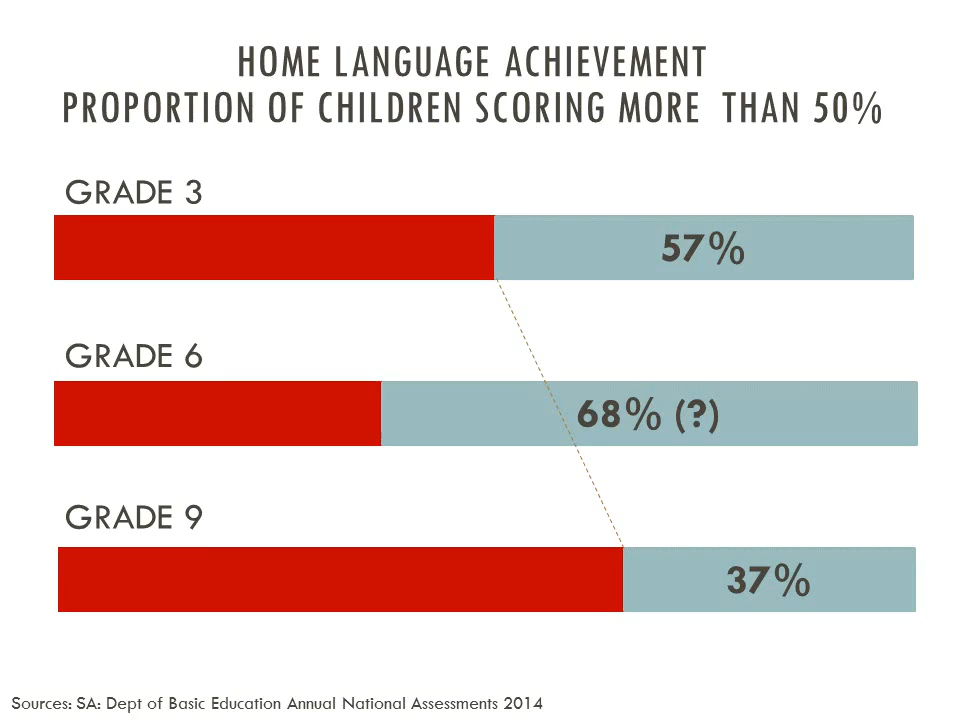 HOME LANGUAGE ACHIEVEMENT
PROPORTION OF CHILDREN SCORING MORE THAN 50%
GRADE 3
57%
GRADE 6
68% (?)
GRADE 9
37%
Sources: SA: Dept of Basic Education Annual National Assessments 2014